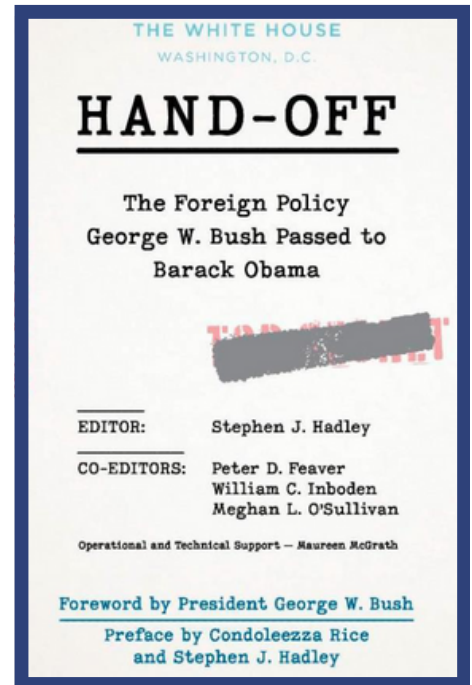 THE WHITE HOUSE
WASHINGTON, D.C.
HAND-OFF
The Foreign Policy
George W. Bush Passed to
Barack Obama
EDITOR: Stephen J. Hadley
CO-EDITORS: Peter D. Feaver
William C. Inboden
Meghan L. O'Sullivan
Operational and Technical Support — Maureen McGrath
Foreword by President George W. Bush
Preface by Condoleezza Rice
and Stephen J. Hadley